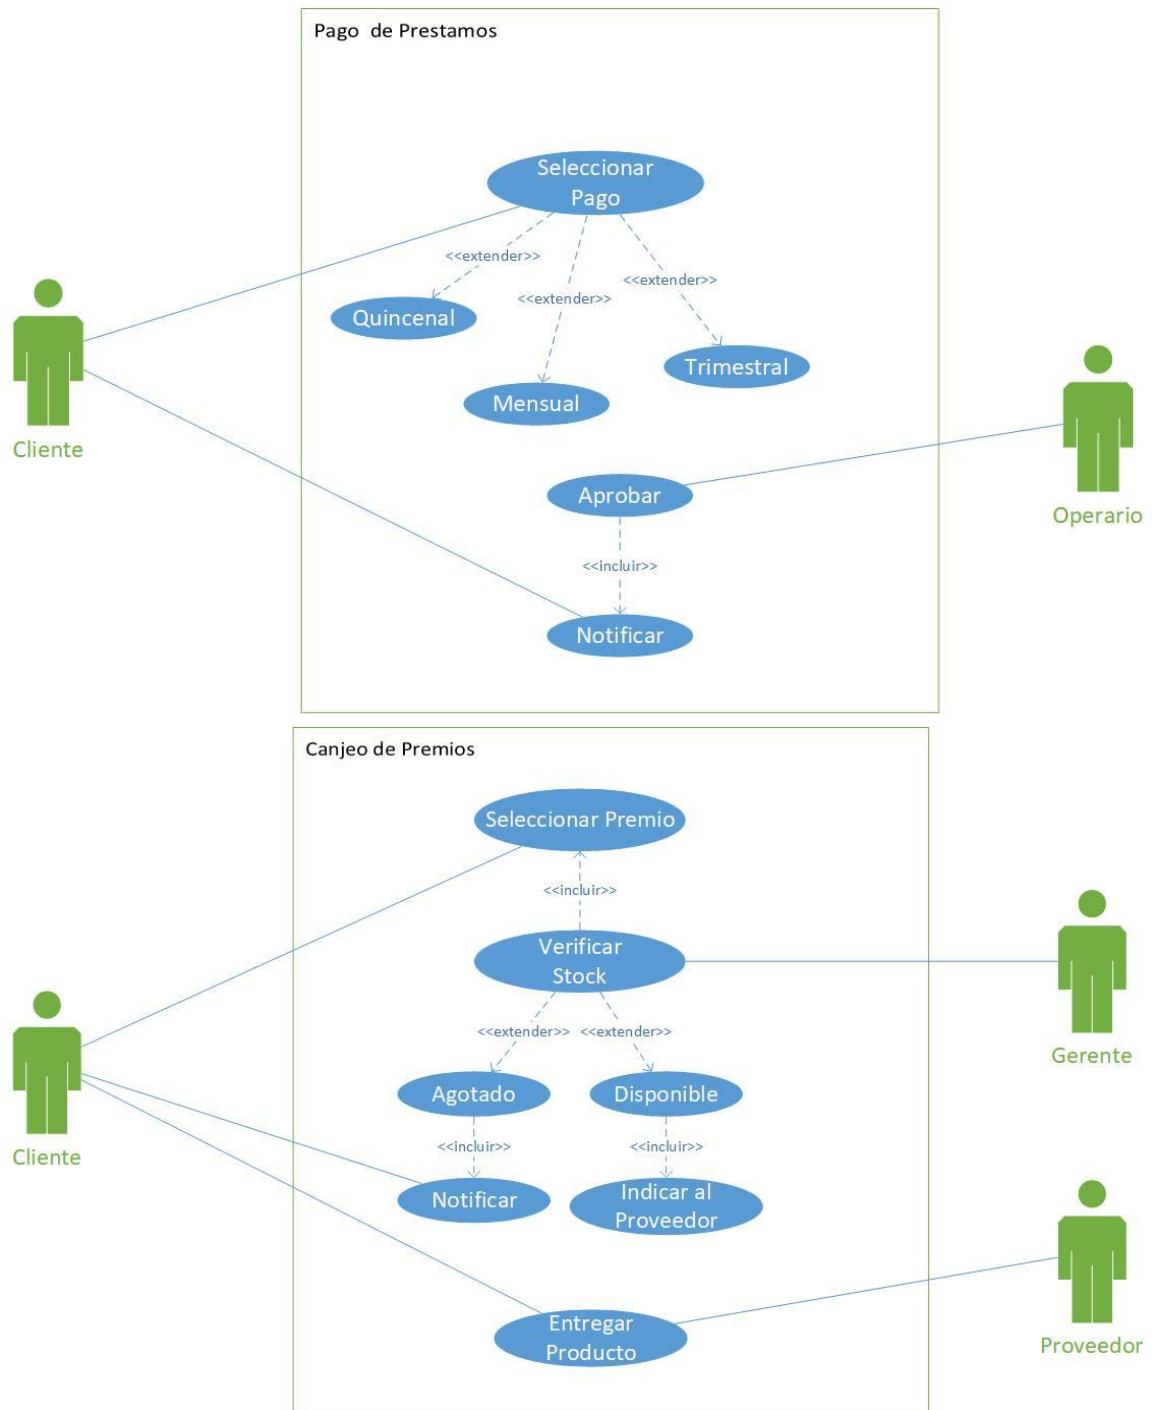 Pago  de Prestamos
Seleccionar
Pago
<<extender>>
<<extender>>
<<extender>>
Quincenal
Trimestral
Mensual
Cliente
Aprobar
Operario
<<incluir>>
Notificar
Canjeo de Premios
Seleccionar Premio
<<incluir>>
Verificar
Stock
<<extender>>
<<extender>>
Gerente
Agotado
Disponible
<<incluir>>
<<incluir>>
Cliente
Notificar
Indicar al
Proveedor
Entregar
Producto
Proveedor